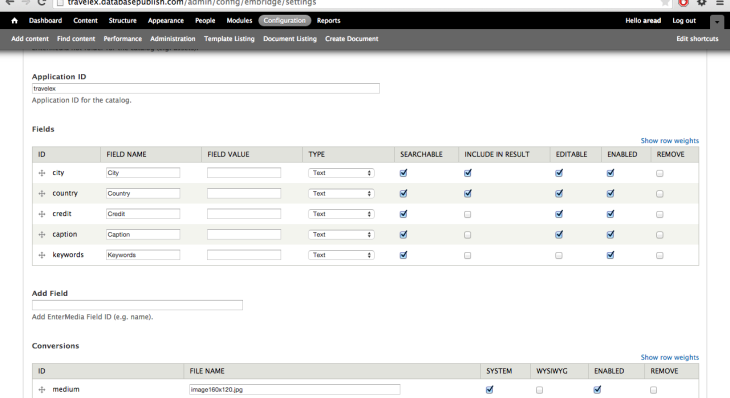 travelex.databasepublish.com/admin/config/embridge/settings
Dashboard Content Structure Appearance People Modules Configuration Reports Hello aread Log out
Add content Find content Performance Administration Template Listing Document Listing Create Document Edit shortcuts
Application ID
travelex
Application ID for the catalog.
Fields
Show row weights
ID FIELD NAME FIELD VALUE TYPE SEARCHABLE INCLUDE IN RESULT EDITABLE ENABLED REMOVE
city City Text
country Country Text
credit Credit Text
caption Caption Text
keywords Keywords Text
Add Field
Add EnterMedia Field ID (e.g. name).
Conversions
Show row weights
ID FILE NAME SYSTEM WYSIWYG ENABLED REMOVE
medium image160x120.jpg